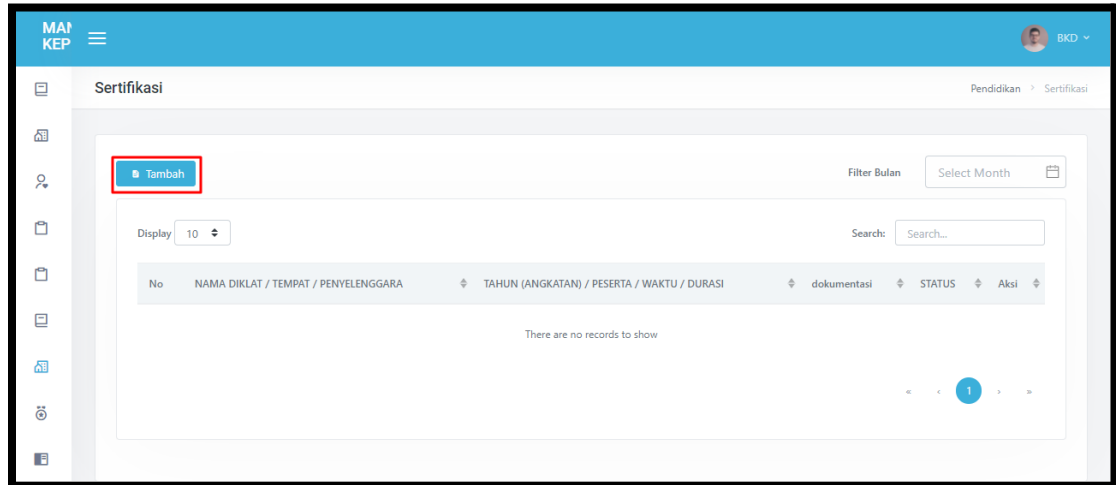 MAN
KEP
BKD
Sertifikasi
Pendidikan > Sertifikasi
Tambah
Filter Bulan
Select Month
Display 10
Search: Search...
No NAMA DIKLAT / TEMPAT / PENYELENGGARA TAHUN (ANGKATAN) / PESERTA / WAKTU / DURASI dokumentasi STATUS Aksi
There are no records to show
« ‹ 1 › »